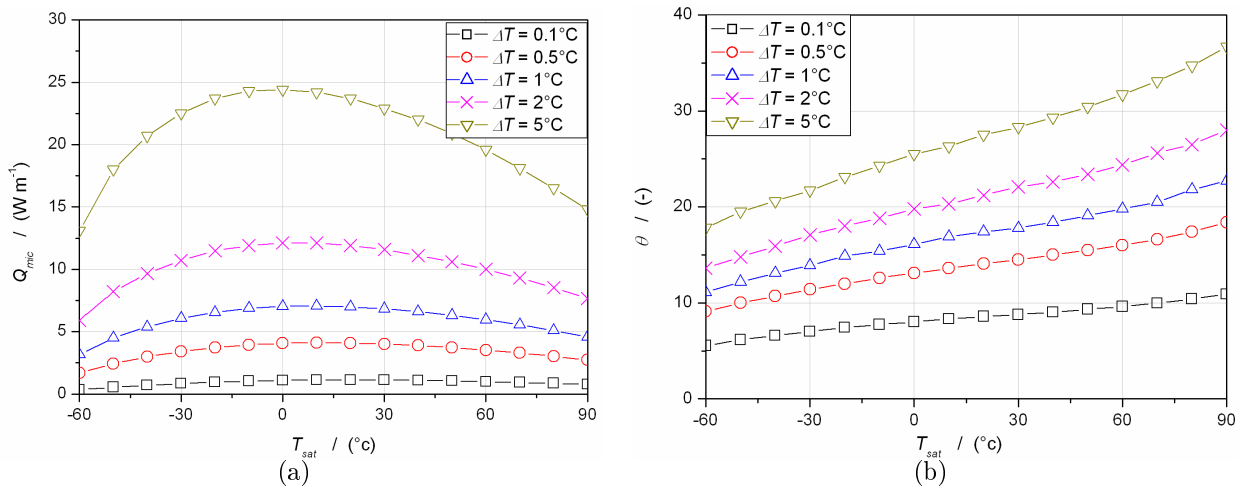 30
25
20
15
10
5
0
Q_mic / (W m⁻¹)
ΔT = 0.1°C
ΔT = 0.5°C
ΔT = 1°C
ΔT = 2°C
ΔT = 5°C
-60 -30 0 30 60 90
T_sat / (°c)
(a)
40
30
20
10
0
θ / (-)
ΔT = 0.1°C
ΔT = 0.5°C
ΔT = 1°C
ΔT = 2°C
ΔT = 5°C
-60 -30 0 30 60 90
T_sat / (°c)
(b)